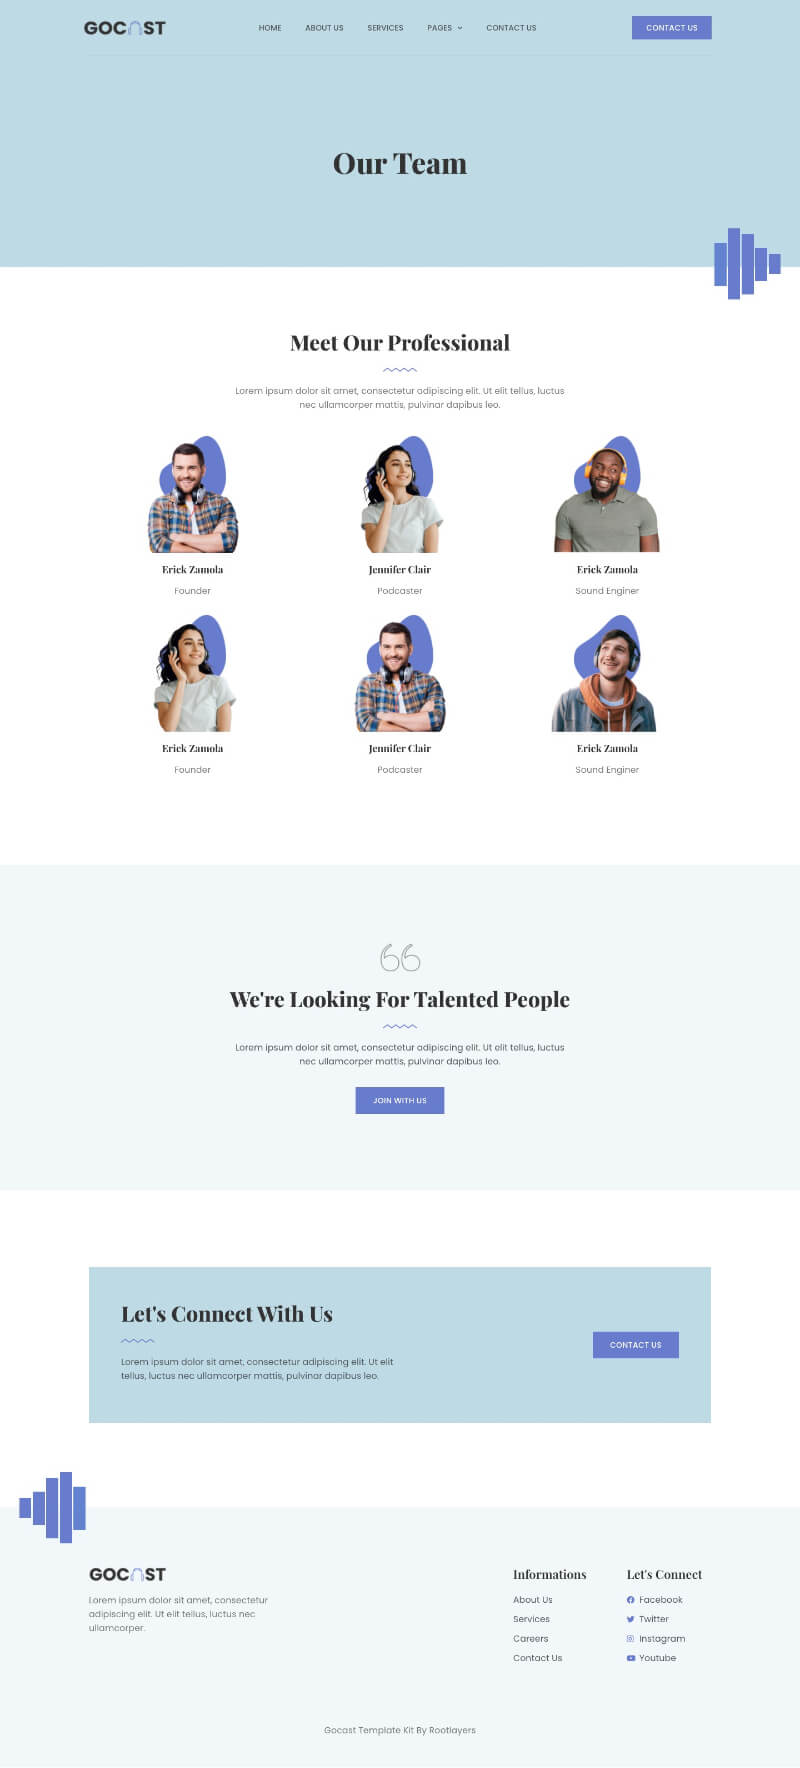 GOCAST
HOME
ABOUT US
SERVICES
PAGES
CONTACT US
CONTACT US
Our Team
Meet Our Professional
Lorem ipsum dolor sit amet, consectetur adipiscing elit. Ut elit tellus, luctus
nec ullamcorper mattis, pulvinar dapibus leo.
Erick Zamola
Founder
Jennifer Clair
Podcaster
Erick Zamola
Sound Enginer
Erick Zamola
Founder
Jennifer Clair
Podcaster
Erick Zamola
Sound Enginer
We're Looking For Talented People
Lorem ipsum dolor sit amet, consectetur adipiscing elit. Ut elit tellus, luctus
nec ullamcorper mattis, pulvinar dapibus leo.
JOIN WITH US
Let's Connect With Us
Lorem ipsum dolor sit amet, consectetur adipiscing elit. Ut elit
tellus, luctus nec ullamcorper mattis, pulvinar dapibus leo.
CONTACT US
GOCAST
Lorem ipsum dolor sit amet, consectetur
adipiscing elit. Ut elit tellus, luctus nec
ullamcorper.
Informations
About Us
Services
Careers
Contact Us
Let's Connect
Facebook
Twitter
Instagram
Youtube
Gocast Template Kit By Rootlayers